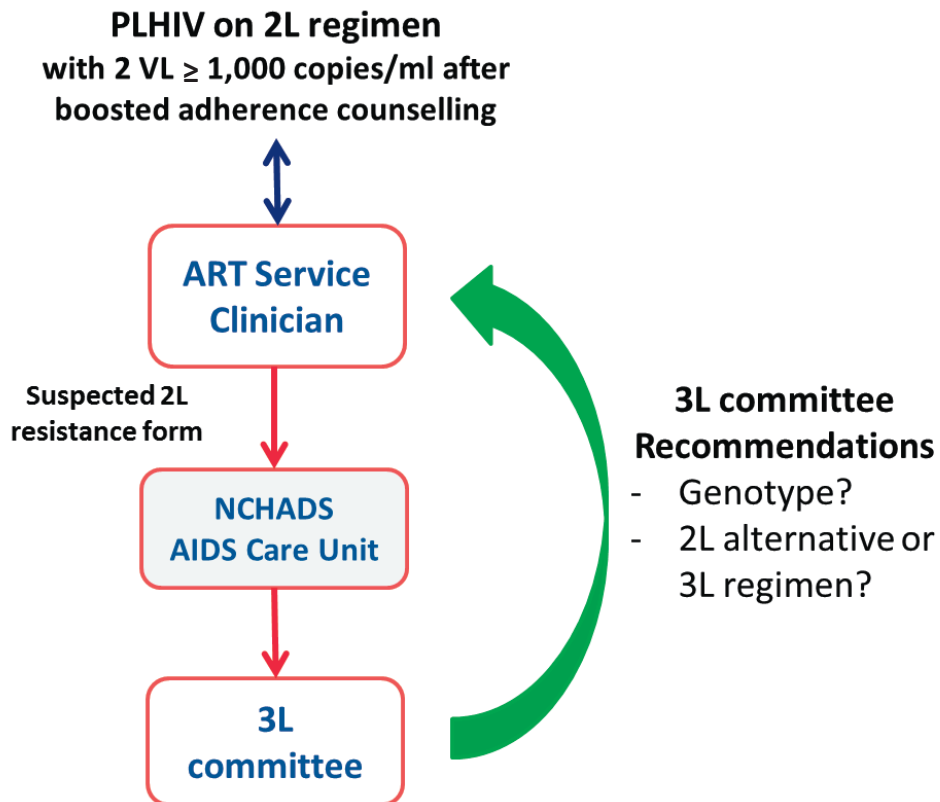 PLHIV on 2L regimen
with 2 VL ≥ 1,000 copies/ml after
boosted adherence counselling
ART Service
Clinician
Suspected 2L
resistance form
NCHADS
AIDS Care Unit
3L
committee
3L committee
Recommendations
- Genotype?
- 2L alternative or
3L regimen?